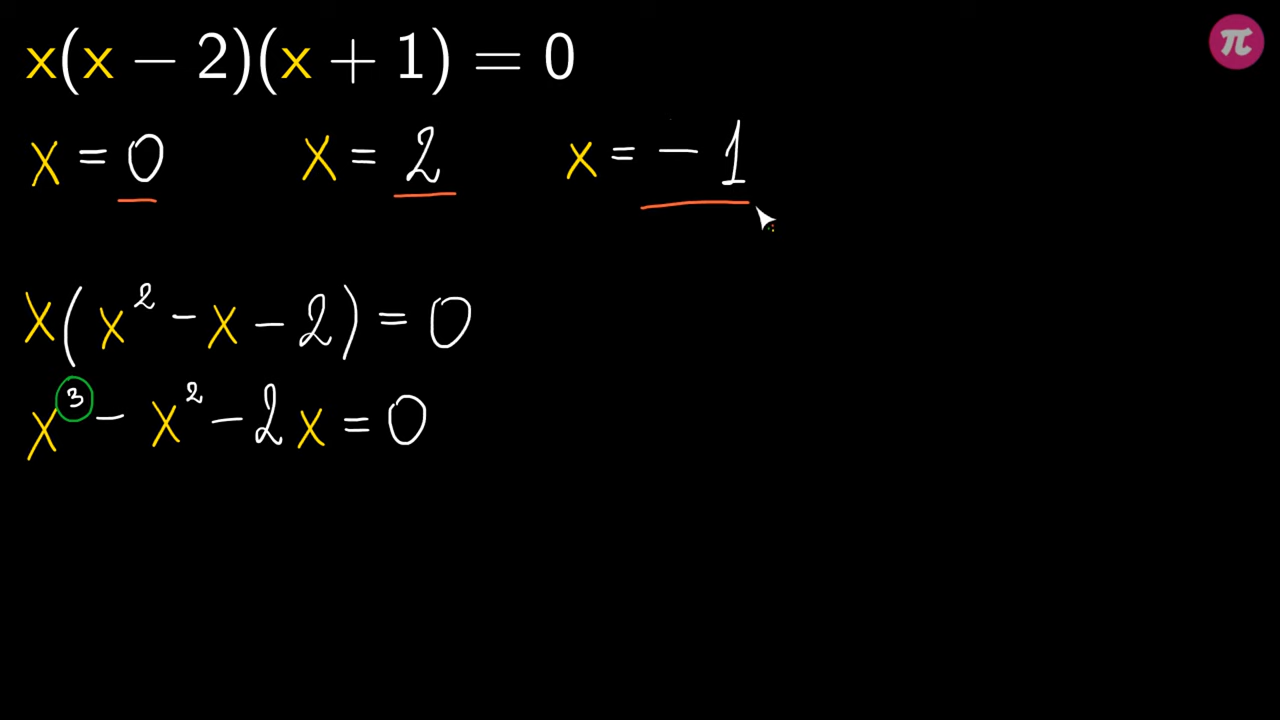 x(x − 2)(x + 1) = 0
x = 0 x = 2 x = − 1
x(x² − x − 2) = 0
x³ − x² − 2x = 0
π